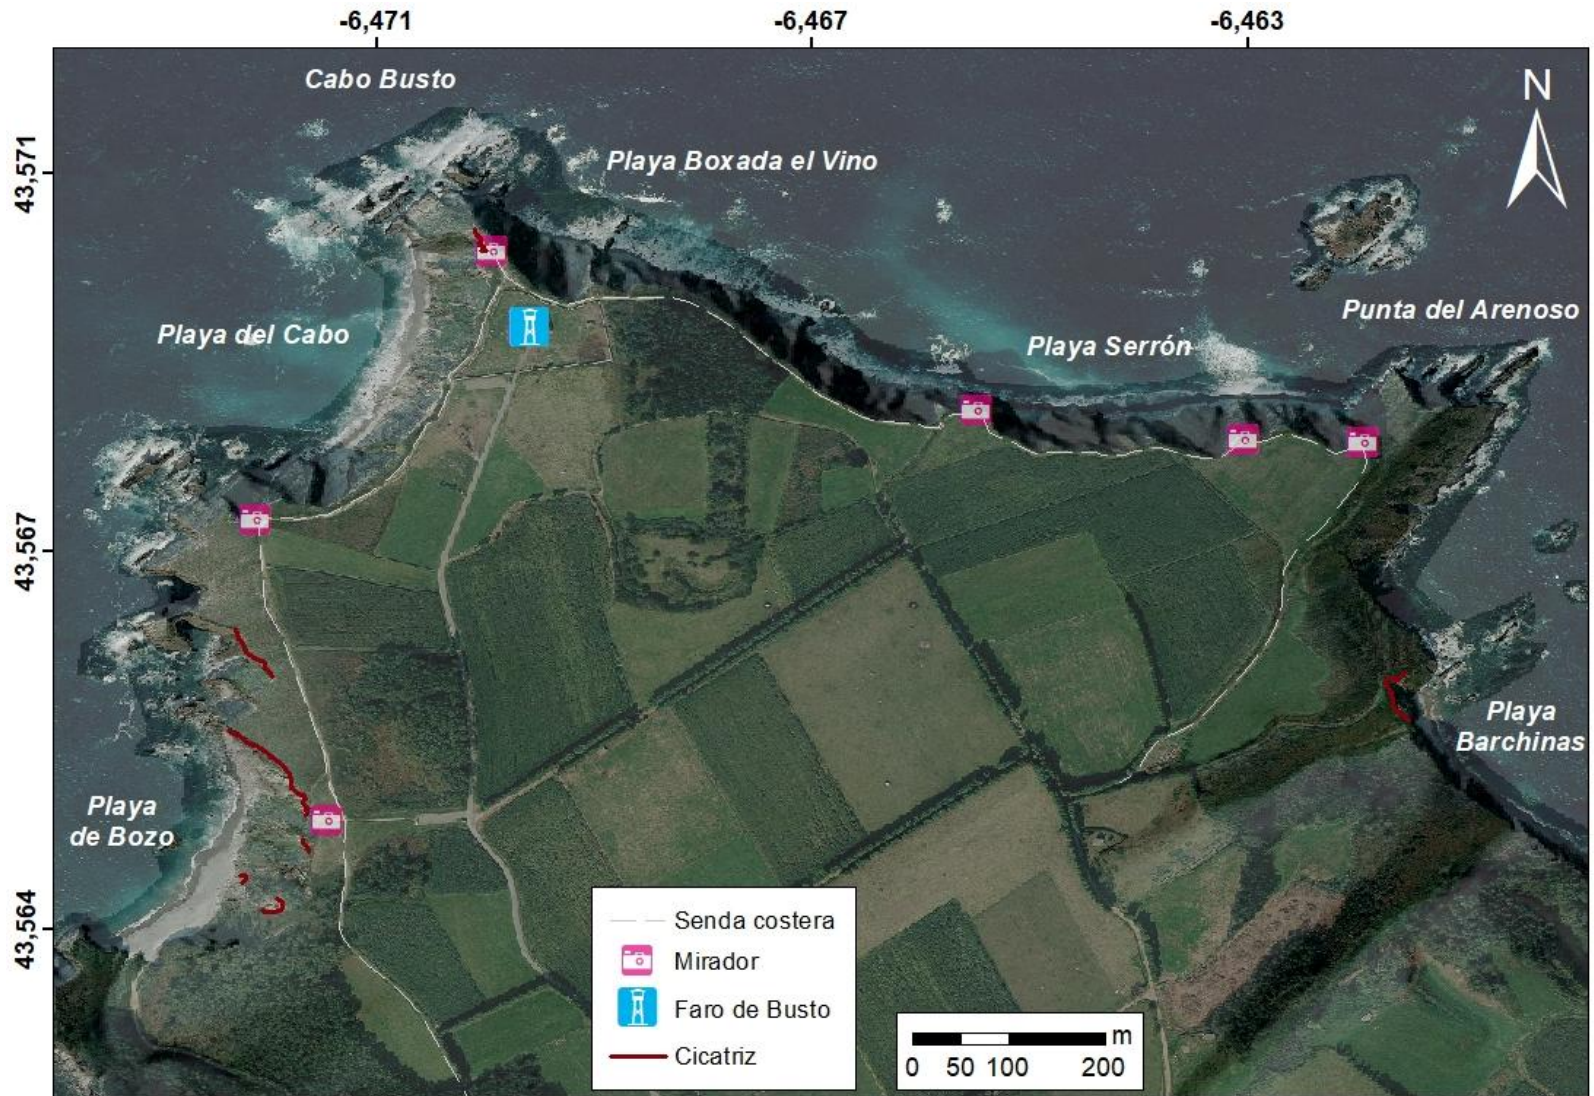 -6,471
-6,467
-6,463
Cabo Busto
N
Playa Boxada el Vino
43,571
Punta del Arenoso
Playa del Cabo
Playa Serrón
43,567
Playa
Barchinas
Playa
de Bozo
43,564
Senda costera
Mirador
Faro de Busto
Cicatriz
m
0 50 100 200